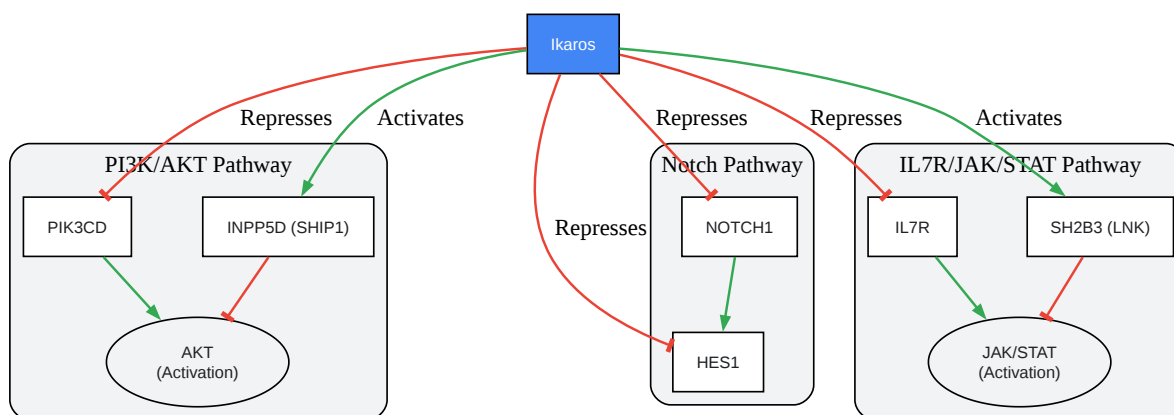 Ikaros
Represses
Activates
Represses
Represses
Activates
PI3K/AKT Pathway
Notch Pathway
IL7R/JAK/STAT Pathway
PIK3CD
INPP5D (SHIP1)
Represses
NOTCH1
IL7R
SH2B3 (LNK)
AKT
(Activation)
HES1
JAK/STAT
(Activation)